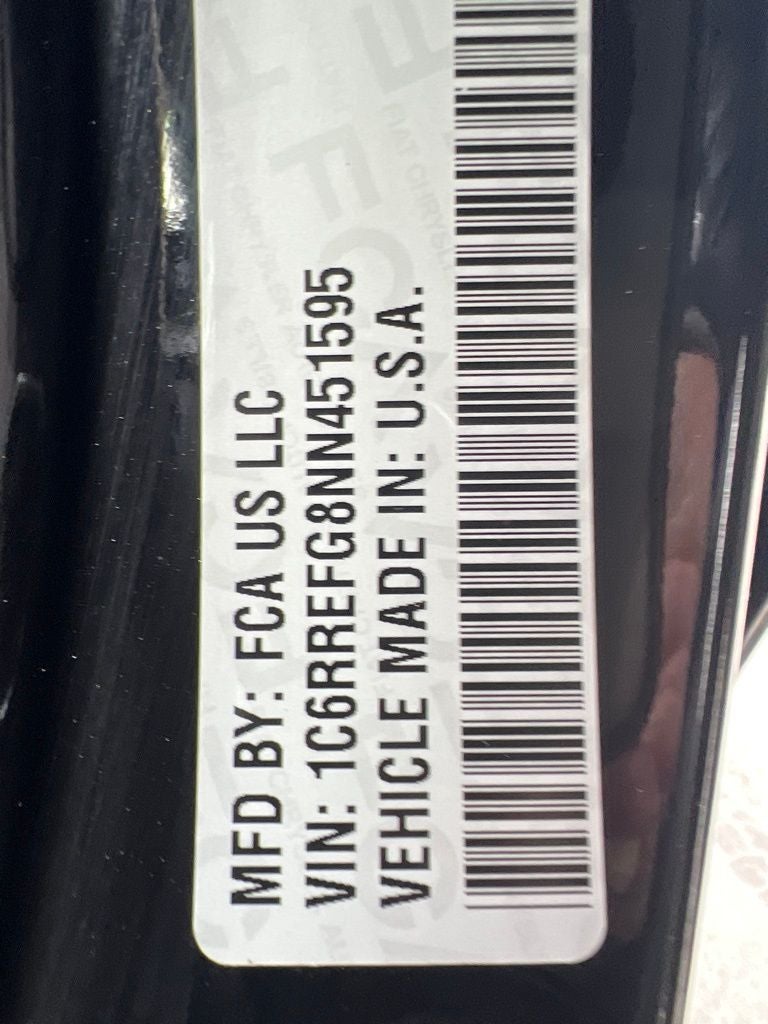 MFD BY: FCA US LLC
VIN: 1C6RREFG8NN451595
VEHICLE MADE IN: U.S.A.